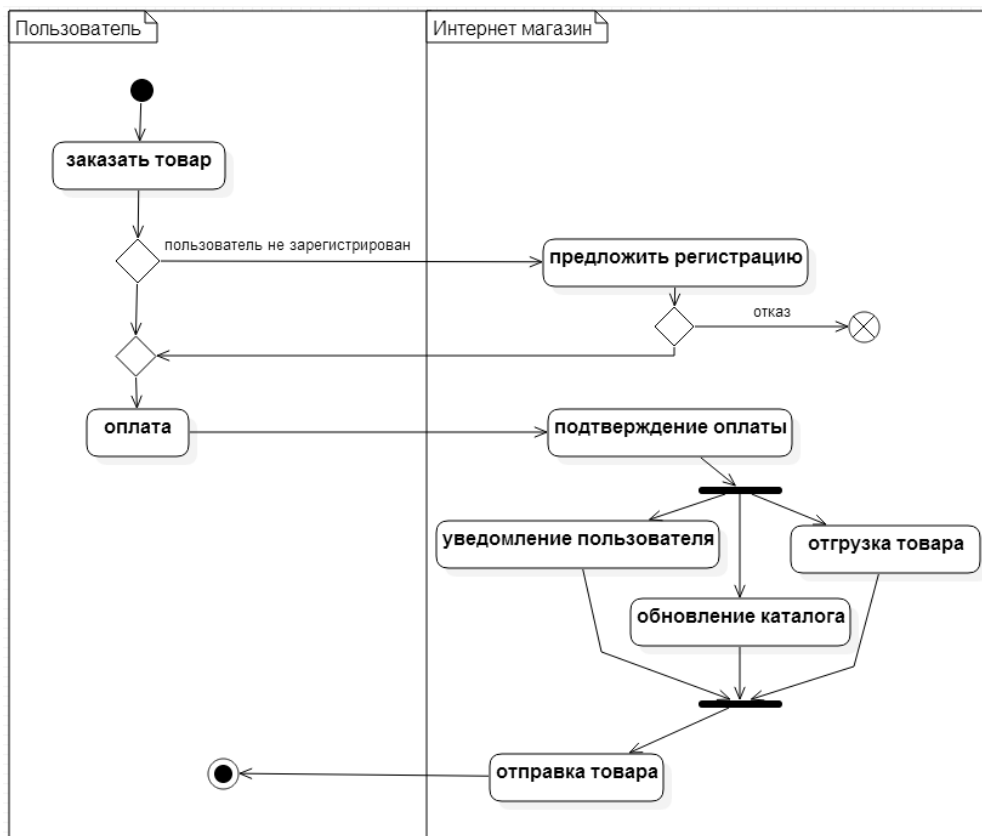 Пользователь
Интернет магазин
заказать товар
пользователь не зарегистрирован
предложить регистрацию
отказ
оплата
подтверждение оплаты
уведомление пользователя
отгрузка товара
обновление каталога
отправка товара